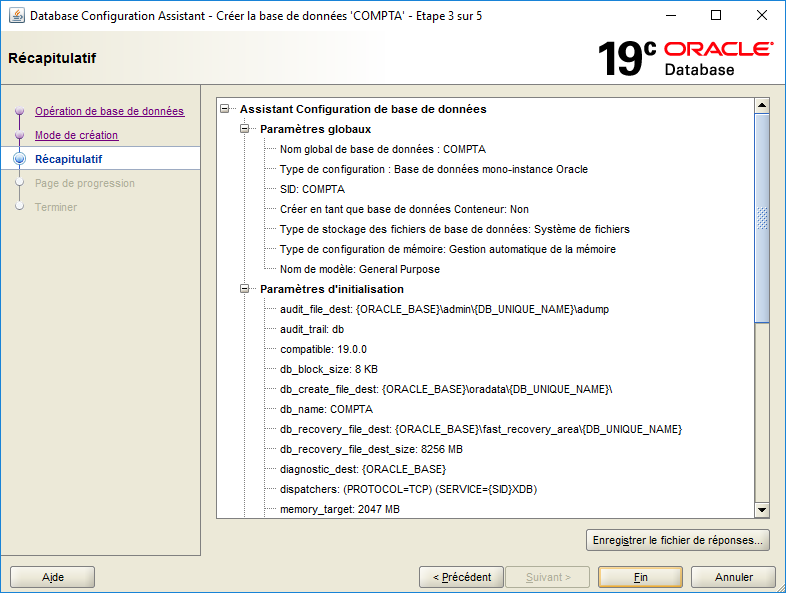 Database Configuration Assistant - Créer la base de données 'COMPTA' - Etape 3 sur 5
Récapitulatif
19c ORACLE
Database
Opération de base de données
Mode de création
Récapitulatif
Page de progression
Terminer
Assistant Configuration de base de données
Paramètres globaux
Nom global de base de données : COMPTA
Type de configuration : Base de données mono-instance Oracle
SID: COMPTA
Créer en tant que base de données Conteneur: Non
Type de stockage des fichiers de base de données: Système de fichiers
Type de configuration de mémoire: Gestion automatique de la mémoire
Nom de modèle: General Purpose
Paramètres d'initialisation
audit_file_dest: {ORACLE_BASE}\admin\{DB_UNIQUE_NAME}\adump
audit_trail: db
compatible: 19.0.0
db_block_size: 8 KB
db_create_file_dest: {ORACLE_BASE}\oradata\{DB_UNIQUE_NAME}\
db_name: COMPTA
db_recovery_file_dest: {ORACLE_BASE}\fast_recovery_area\{DB_UNIQUE_NAME}
db_recovery_file_dest_size: 8256 MB
diagnostic_dest: {ORACLE_BASE}
dispatchers: (PROTOCOL=TCP) (SERVICE={SID}XDB)
memory_target: 2047 MB
Enregistrer le fichier de réponses...
Aide
< Précédent
Suivant >
Fin
Annuler